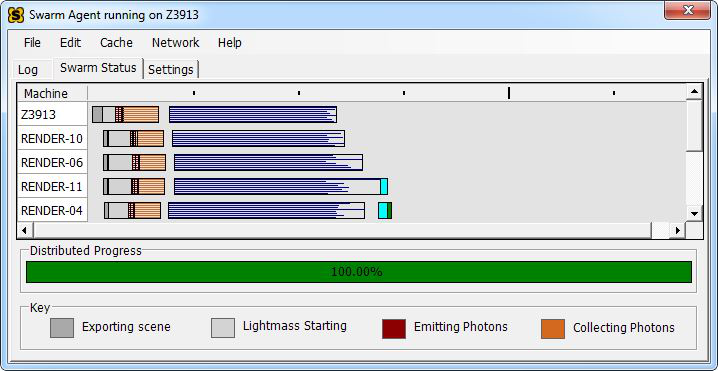 Swarm Agent running on Z3913
File Edit Cache Network Help
Log Swarm Status Settings
Machine
Z3913
RENDER-10
RENDER-06
RENDER-11
RENDER-04
Distributed Progress
100.00%
Key
Exporting scene Lightmass Starting Emitting Photons Collecting Photons